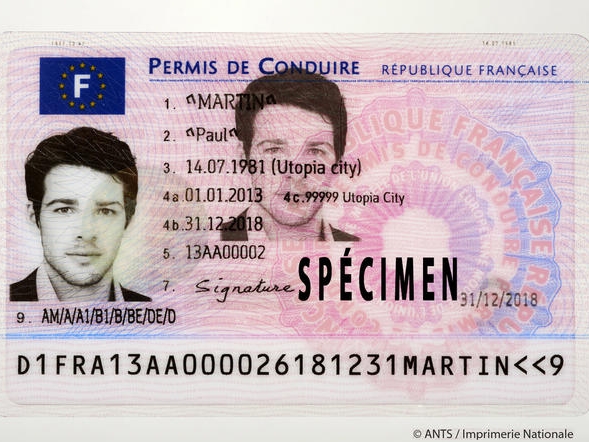 F
PERMIS DE CONDUIRE RÉPUBLIQUE FRANÇAISE
1. MARTIN
2. Paul
3. 14.07.1981 (Utopia city)
4a. 01.01.2013 4c. 99999 Utopia City
4b. 31.12.2018
5. 13AA00002
7. Signature
SPÉCIMEN
31/12/2018
9. AM/A/A1/B1/B/BE/DE/D
D1FRA13AA000026181231MARTIN<<9
© ANTS / Imprimerie Nationale